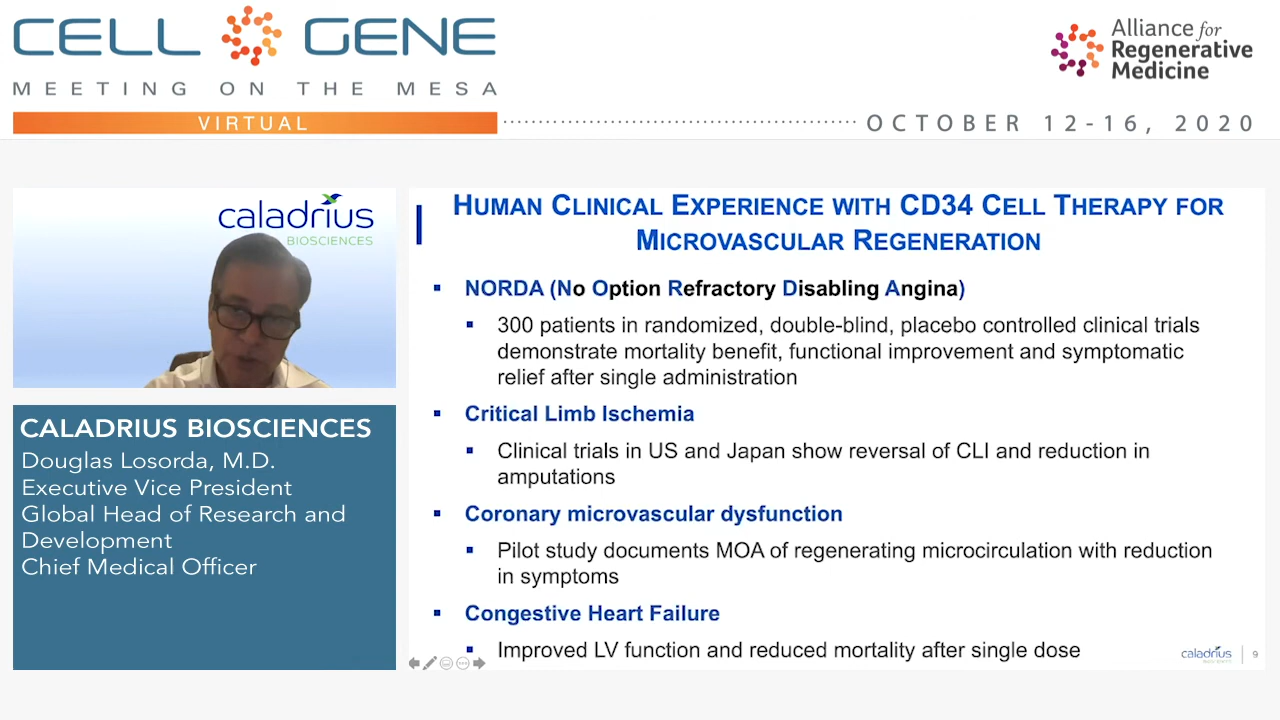 CELL GENE
MEETING ON THE MESA
VIRTUAL
Alliance for
Regenerative
Medicine
OCTOBER 12-16, 2020
caladrius
BIOSCIENCES
CALADRIUS BIOSCIENCES
Douglas Losorda, M.D.
Executive Vice President
Global Head of Research and
Development
Chief Medical Officer
HUMAN CLINICAL EXPERIENCE WITH CD34 CELL THERAPY FOR
MICROVASCULAR REGENERATION
▪ NORDA (No Option Refractory Disabling Angina)
▪ 300 patients in randomized, double-blind, placebo controlled clinical trials
demonstrate mortality benefit, functional improvement and symptomatic
relief after single administration
▪ Critical Limb Ischemia
▪ Clinical trials in US and Japan show reversal of CLI and reduction in
amputations
▪ Coronary microvascular dysfunction
▪ Pilot study documents MOA of regenerating microcirculation with reduction
in symptoms
▪ Congestive Heart Failure
▪ Improved LV function and reduced mortality after single dose
caladrius
9